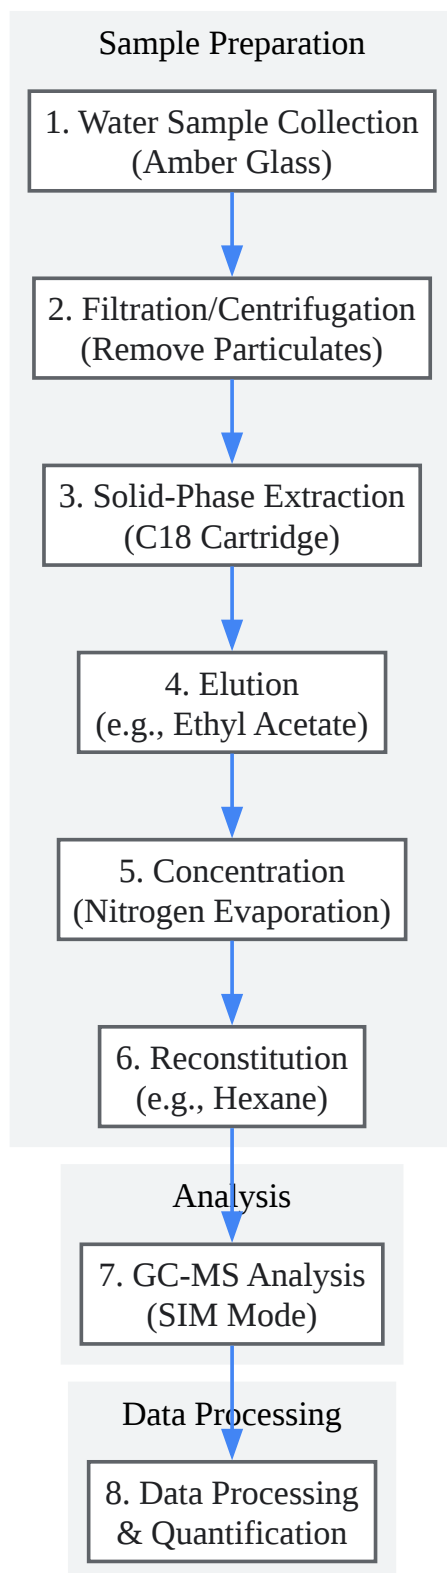 Sample Preparation
1. Water Sample Collection
(Amber Glass)
2. Filtration/Centrifugation
(Remove Particulates)
3. Solid-Phase Extraction
(C18 Cartridge)
4. Elution
(e.g., Ethyl Acetate)
5. Concentration
(Nitrogen Evaporation)
6. Reconstitution
(e.g., Hexane)
Analysis
7. GC-MS Analysis
(SIM Mode)
Data Processing
8. Data Processing
& Quantification